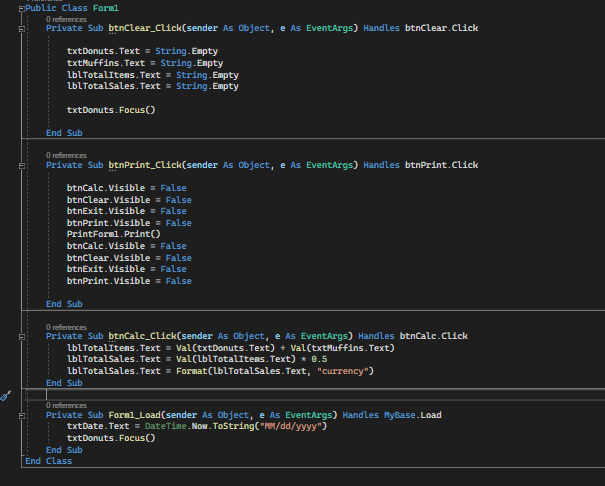 Public Class Form1
0 references
Private Sub btnClear_Click(sender As Object, e As EventArgs) Handles btnClear.Click
txtDonuts.Text = String.Empty
txtMuffins.Text = String.Empty
lblTotalItems.Text = String.Empty
lblTotalSales.Text = String.Empty
txtDonuts.Focus()
End Sub
0 references
Private Sub btnPrint_Click(sender As Object, e As EventArgs) Handles btnPrint.Click
btnCalc.Visible = False
btnClear.Visible = False
btnExit.Visible = False
btnPrint.Visible = False
PrintForm1.Print()
btnCalc.Visible = False
btnClear.Visible = False
btnExit.Visible = False
btnPrint.Visible = False
End Sub
0 references
Private Sub btnCalc_Click(sender As Object, e As EventArgs) Handles btnCalc.Click
lblTotalItems.Text = Val(txtDonuts.Text) + Val(txtMuffins.Text)
lblTotalSales.Text = Val(lblTotalItems.Text) * 0.5
lblTotalSales.Text = Format(lblTotalSales.Text, "currency")
End Sub
0 references
Private Sub Form1_Load(sender As Object, e As EventArgs) Handles MyBase.Load
txtDate.Text = DateTime.Now.ToString("MM/dd/yyyy")
txtDonuts.Focus()
End Sub
End Class